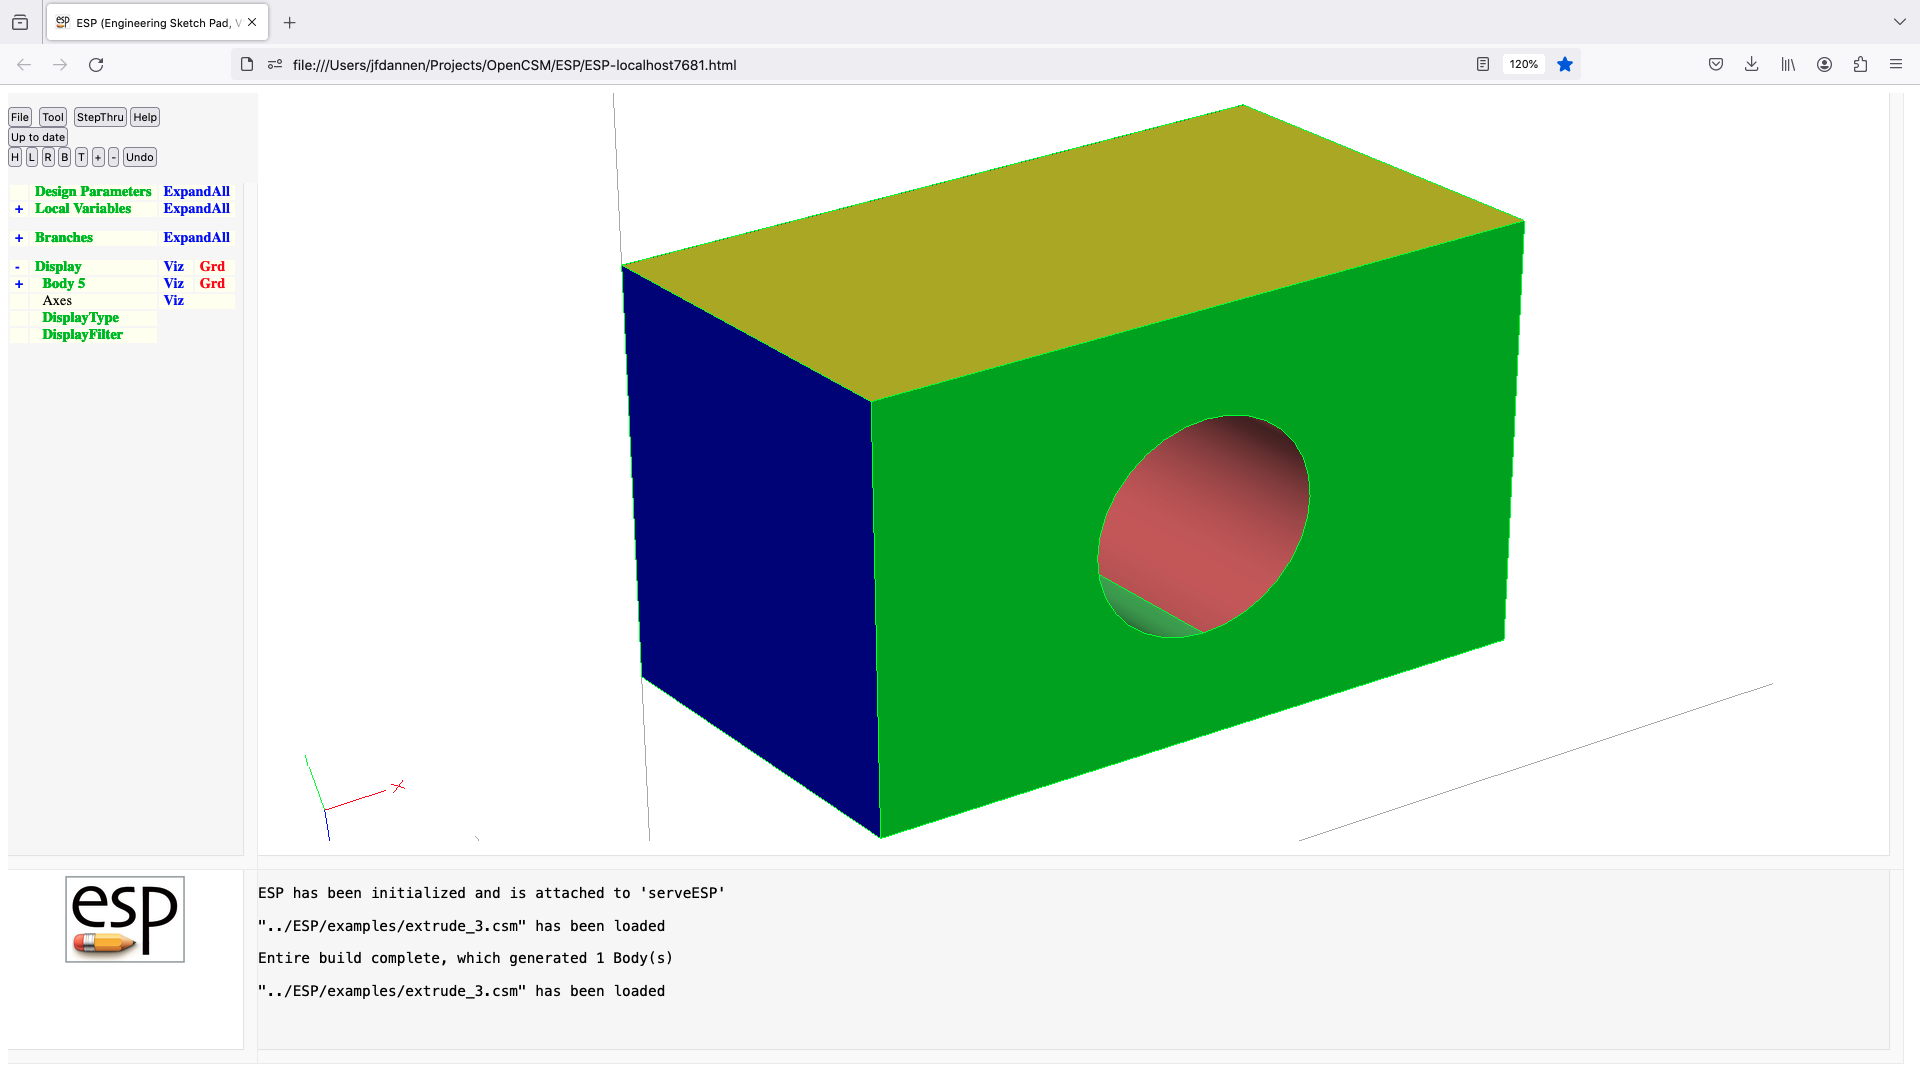 ESP (Engineering Sketch Pad, V
file:///Users/jfdannen/Projects/OpenCSM/ESP/ESP-localhost7681.html
120%
File Tool StepThru Help
Up to date
H L R B T + - Undo
Design Parameters ExpandAll
+ Local Variables ExpandAll
+ Branches ExpandAll
- Display Viz Grd
+ Body 5 Viz Grd
Axes Viz
DisplayType
DisplayFilter
X
esp
ESP has been initialized and is attached to 'serveESP'
"../ESP/examples/extrude_3.csm" has been loaded
Entire build complete, which generated 1 Body(s)
"../ESP/examples/extrude_3.csm" has been loaded